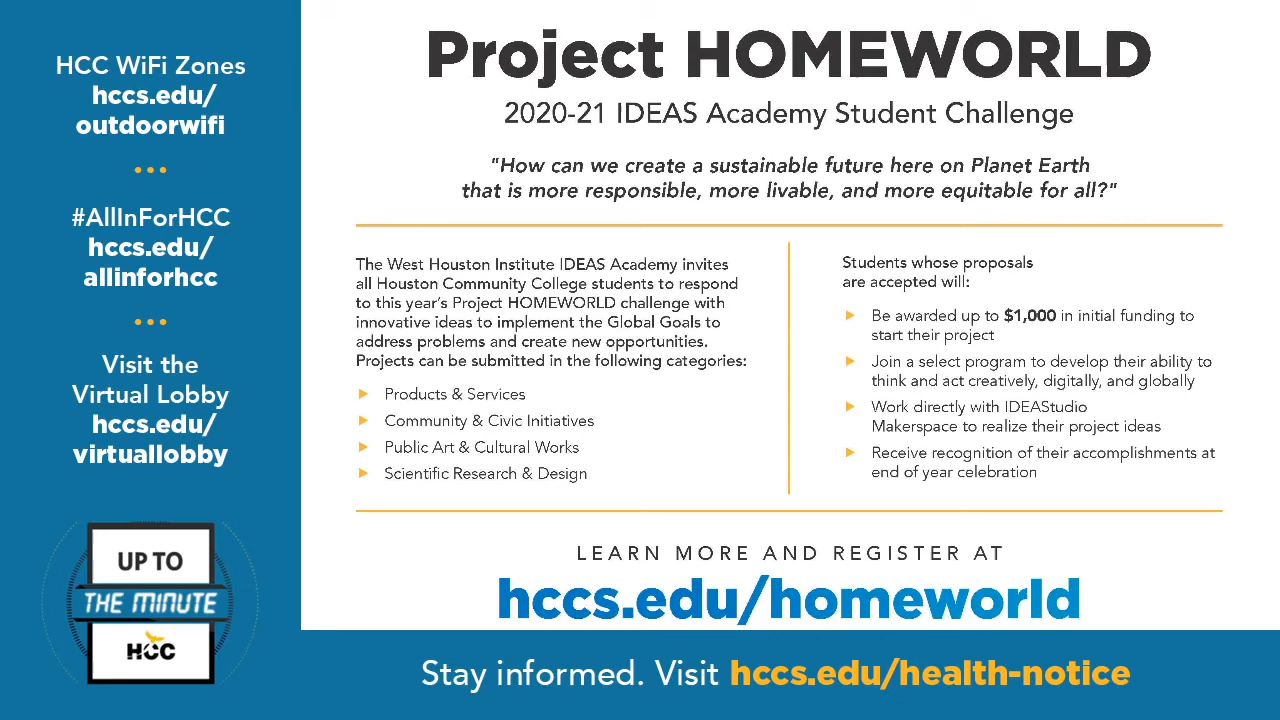 HCC WiFi Zones
hccs.edu/
outdoorwifi
#AllInForHCC
hccs.edu/
allinforhcc
Visit the
Virtual Lobby
hccs.edu/
virtuallobby
UP TO
THE MINUTE
HCC
Project HOMEWORLD
2020-21 IDEAS Academy Student Challenge
"How can we create a sustainable future here on Planet Earth
that is more responsible, more livable, and more equitable for all?"
The West Houston Institute IDEAS Academy invites
all Houston Community College students to respond
to this year's Project HOMEWORLD challenge with
innovative ideas to implement the Global Goals to
address problems and create new opportunities.
Projects can be submitted in the following categories:
Products & Services
Community & Civic Initiatives
Public Art & Cultural Works
Scientific Research & Design
Students whose proposals
are accepted will:
Be awarded up to $1,000 in initial funding to
start their project
Join a select program to develop their ability to
think and act creatively, digitally, and globally
Work directly with IDEAStudio
Makerspace to realize their project ideas
Receive recognition of their accomplishments at
end of year celebration
LEARN MORE AND REGISTER AT
hccs.edu/homeworld
Stay informed. Visit hccs.edu/health-notice